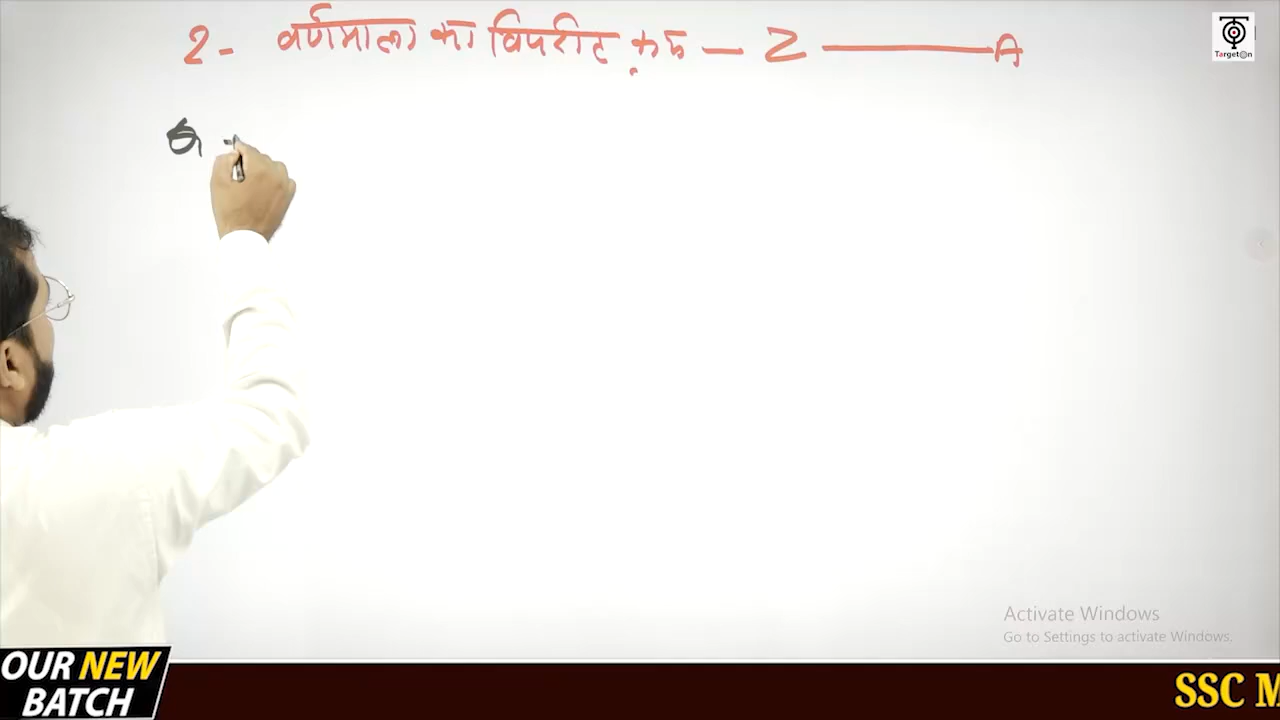 2- वर्णमाला का विपरीत क्रम — Z ——— A
TargetOn
Activate Windows
Go to Settings to activate Windows.
OUR NEW
BATCH
SSC M